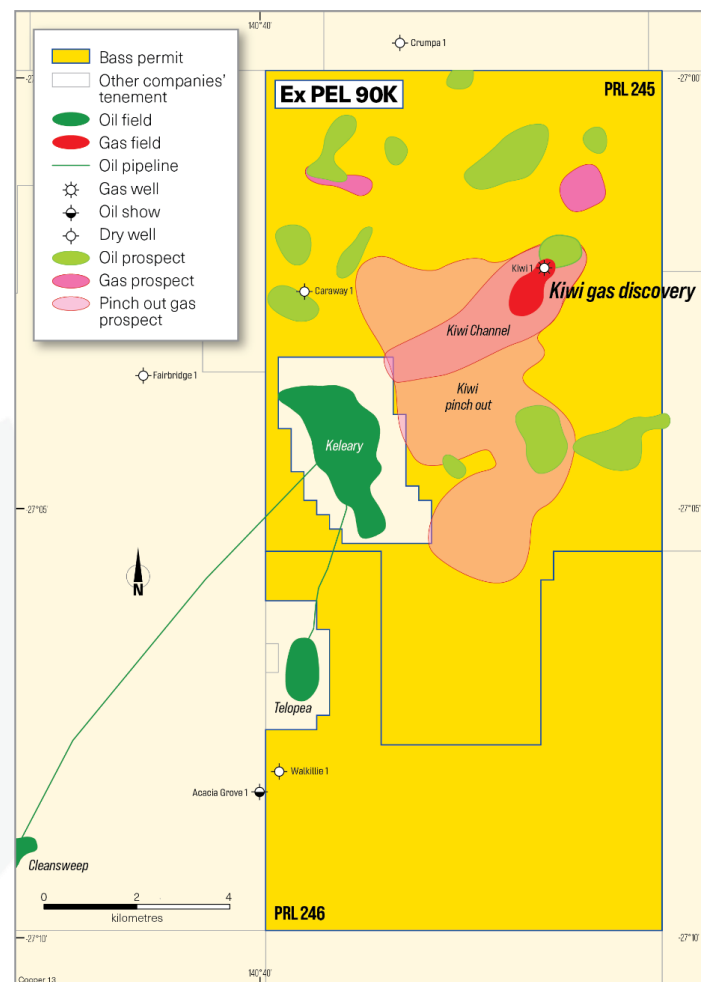 140°40'
Crumpa 1
Bass permit
Other companies'
tenement
Oil field
Gas field
Oil pipeline
Gas well
Oil show
Dry well
Oil prospect
Gas prospect
Pinch out gas
prospect
-27°00'
Ex PEL 90K
PRL 245
Kiwi 1
Kiwi gas discovery
Caraway 1
Kiwi Channel
Fairbridge 1
Kiwi
pinch out
Keleary
-27°05'
-27°05'
N
Telopea
Walkillie 1
Acacia Grove 1
Cleansweep
0 2 4
kilometres
PRL 246
-27°10'
-27°10'
140°40'
Cooper 13